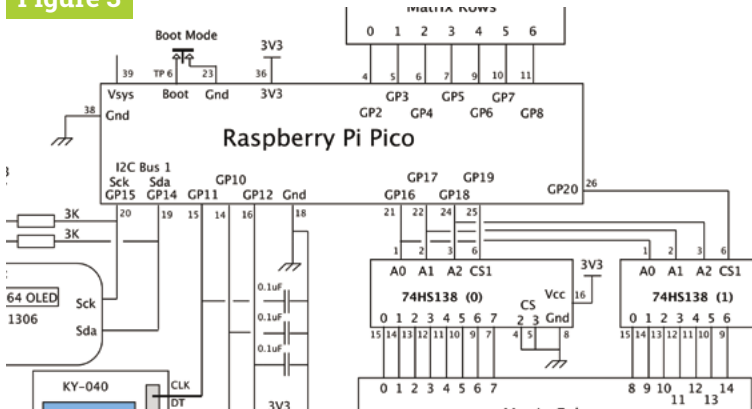 Figure 3
Matrix Rows
0 1 2 3 4 5 6
Boot Mode
3V3
39 TP 6 23 36 4 5 6 7 9 10 11
Vsys Boot Gnd 3V3
GP3 GP5 GP7
GP2 GP4 GP6 GP8
38 Gnd
Raspberry Pi Pico
I2C Bus 1
Sck Sda GP10 GP17 GP19
GP15 GP14 GP11 GP12 Gnd GP16 GP18 GP20 26
20 19 15 14 16 18 21 22 24 25
3K
3K
1 2 3 6 1 2 3 6
A0 A1 A2 CS1 3V3 A0 A1 A2 CS1
64 OLED
1306
Sck
Sda
0.1uF
0.1uF
0.1uF
74HS138 (0) Vcc 16 74HS138 (1)
CS
0 1 2 3 4 5 6 7 2 3 Gnd 0 1 2 3 4 5 6
15 14 13 12 11 10 9 7 4 5 8 15 14 13 12 11 10 9
KY-040
CLK
DT
3V3
0 1 2 3 4 5 6 7 8 9 10 11 12 13 14